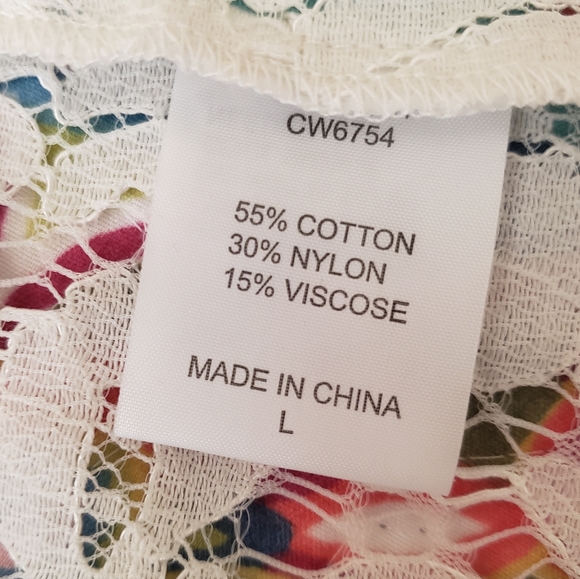 CW6754
55% COTTON
30% NYLON
15% VISCOSE
MADE IN CHINA
L